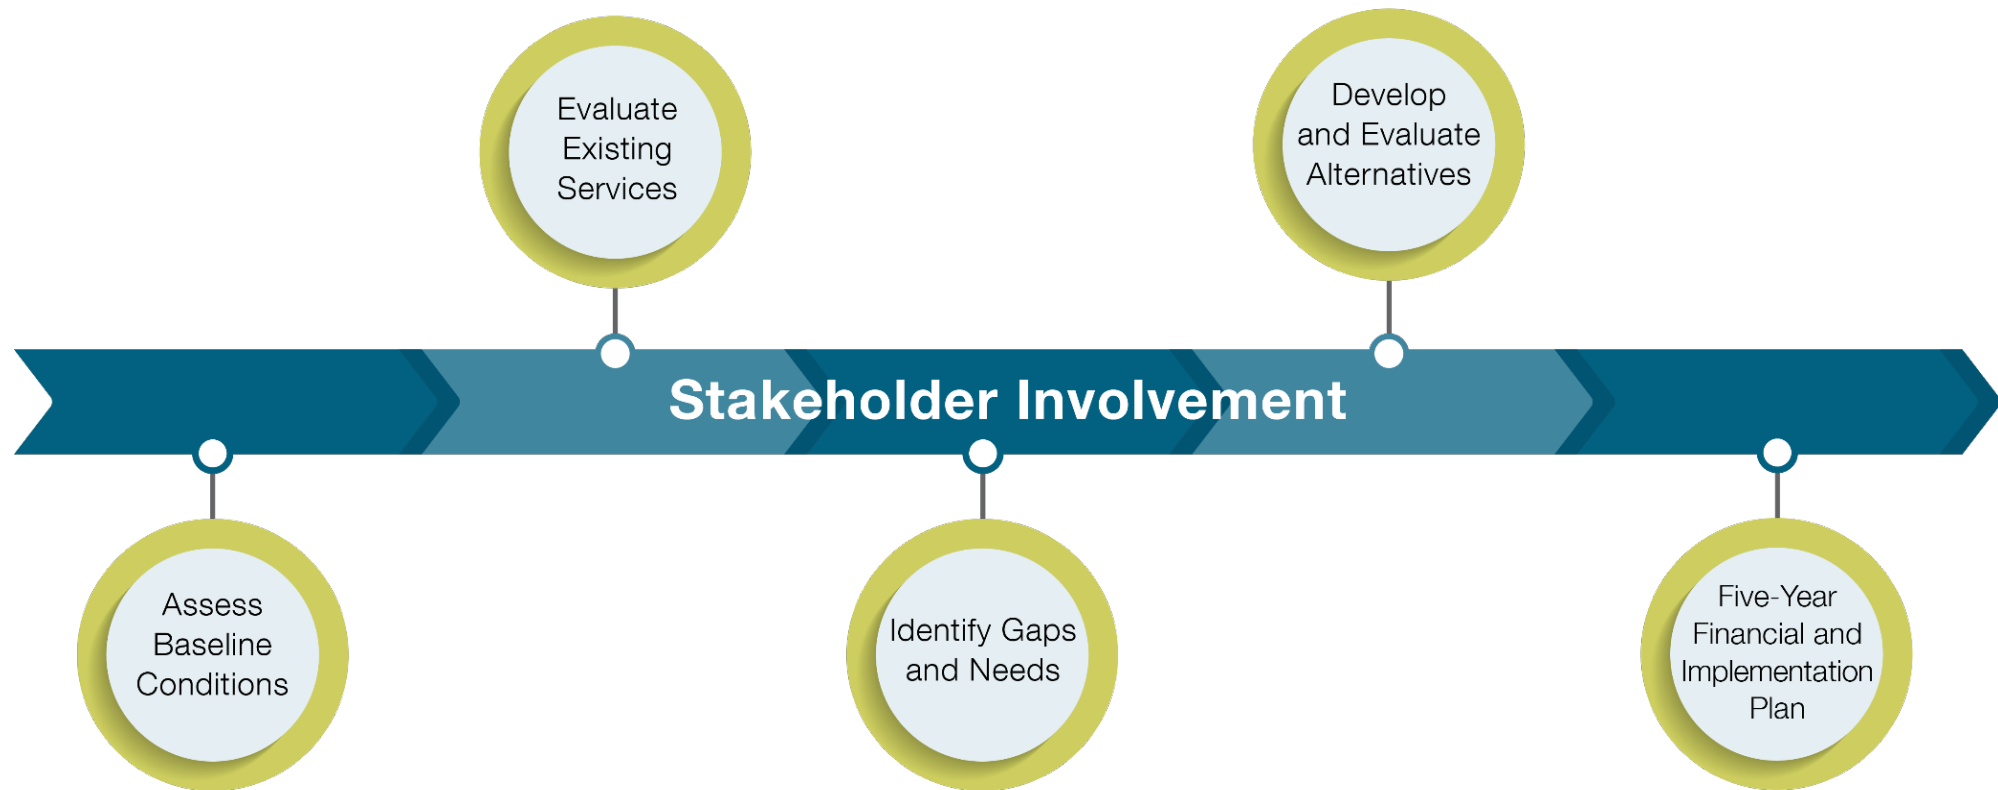 Evaluate
Existing
Services
Develop
and Evaluate
Alternatives
Stakeholder Involvement
Assess
Baseline
Conditions
Identify Gaps
and Needs
Five-Year
Financial and
Implementation
Plan